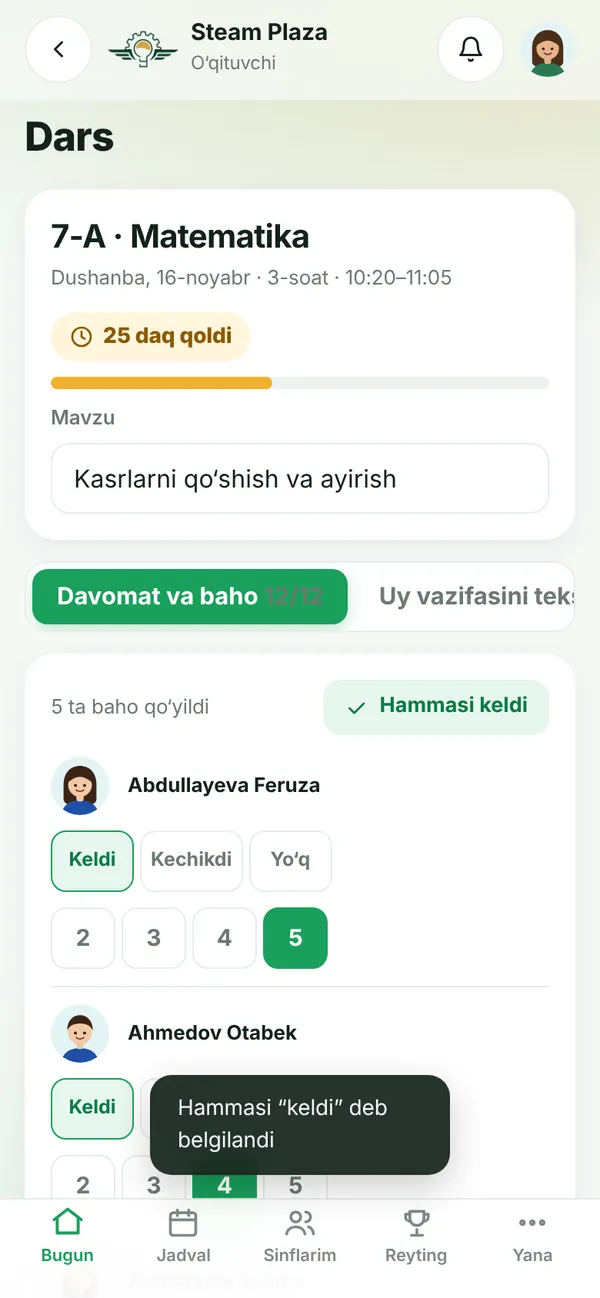 Steam Plaza
O‘qituvchi
Dars
7-A · Matematika
Dushanba, 16-noyabr · 3-soat · 10:20–11:05
25 daq qoldi
Mavzu
Kasrlarni qo‘shish va ayirish
Davomat va baho 12/12
Uy vazifasini teks
5 ta baho qo‘yildi
Hammasi keldi
Abdullayeva Feruza
Keldi
Kechikdi
Yo‘q
2
3
4
5
Ahmedov Otabek
Keldi
Hammasi “keldi” deb
belgilandi
2
3
4
5
Bugun
Jadval
Sinflarim
Reyting
Yana